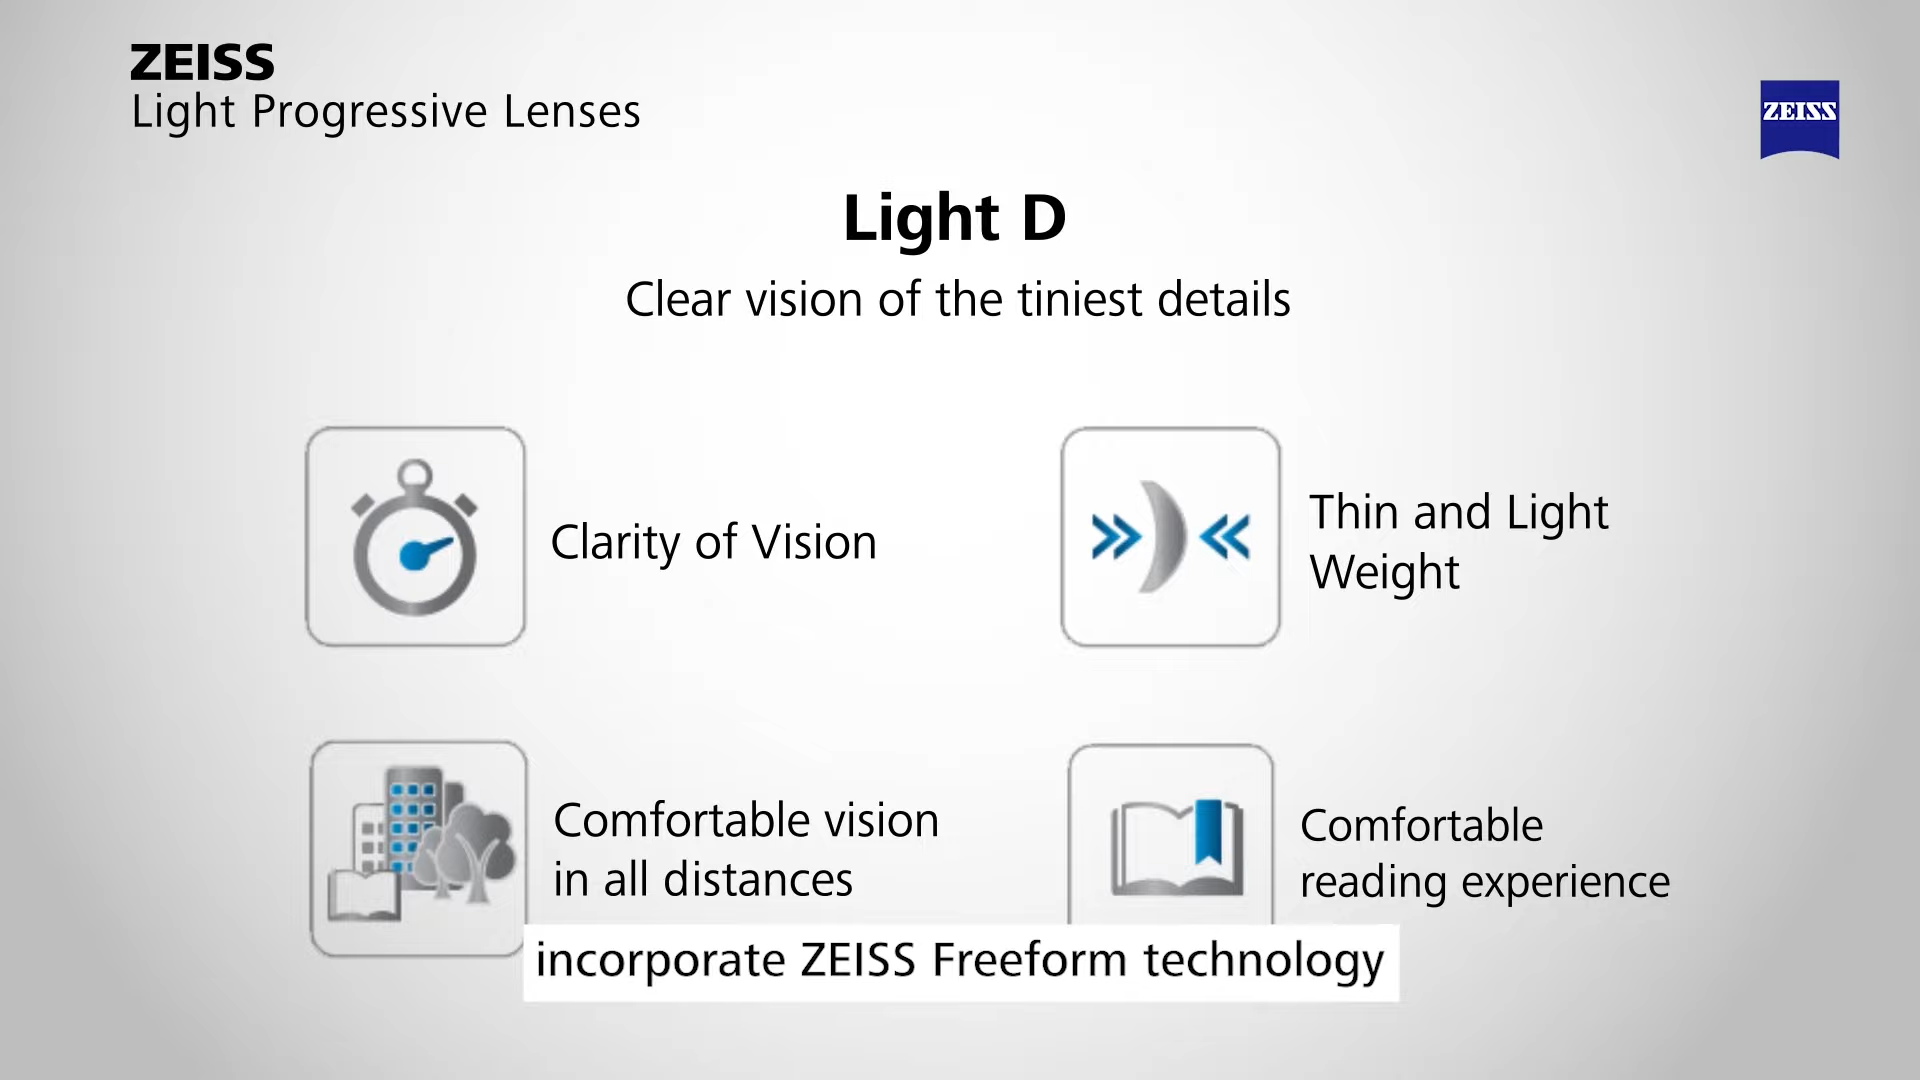 ZEISS
Light Progressive Lenses
ZEISS
Light D
Clear vision of the tiniest details
Clarity of Vision
Thin and Light
Weight
Comfortable vision
in all distances
Comfortable
reading experience
incorporate ZEISS Freeform technology